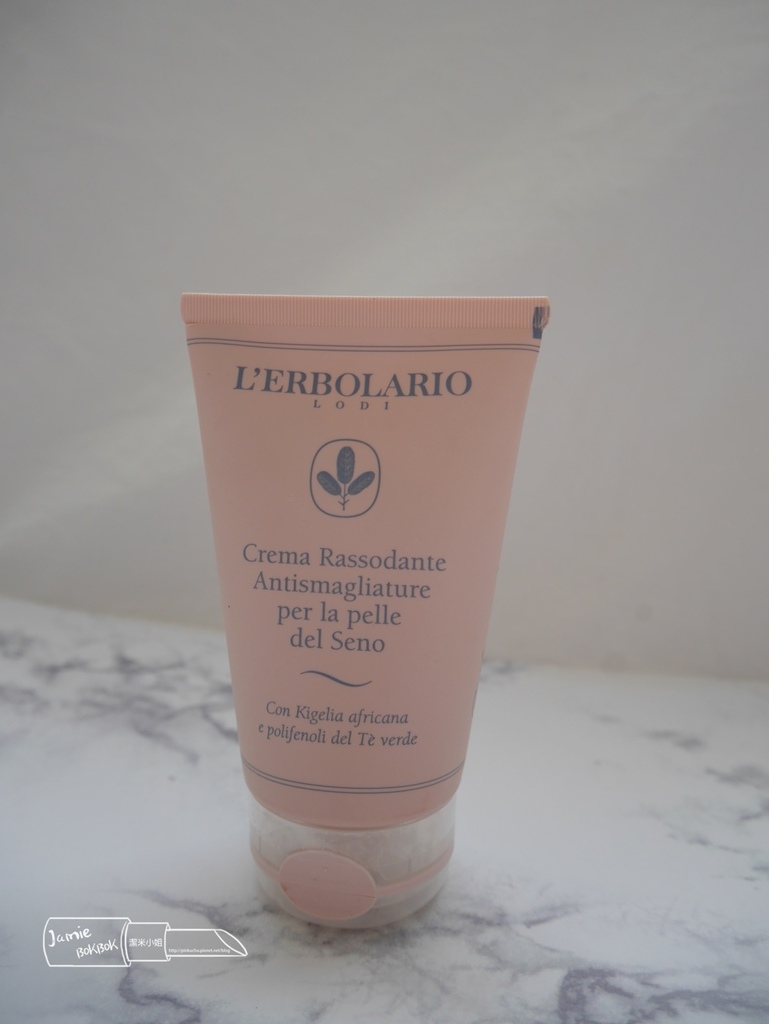 L'ERBOLARIO
LODI
Crema Rassodante
Antismagliature
per la pelle
del Seno
Con Kigelia africana
e polifenoli del Tè verde
Jamie
BOKBOK
潔米小姐